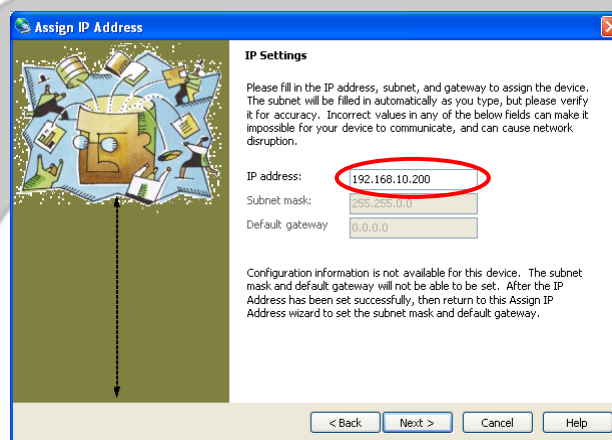 Assign IP Address
IP Settings
Please fill in the IP address, subnet, and gateway to assign the device.
The subnet will be filled in automatically as you type, but please verify
it for accuracy. Incorrect values in any of the below fields can make it
impossible for your device to communicate, and can cause network
disruption.
IP address: 192.168.10.200
Subnet mask: 255.255.0.0
Default gateway 0.0.0.0
Configuration information is not available for this device. The subnet
mask and default gateway will not be able to be set. After the IP
Address has been set successfully, then return to this Assign IP
Address wizard to set the subnet mask and default gateway.
< Back Next > Cancel Help